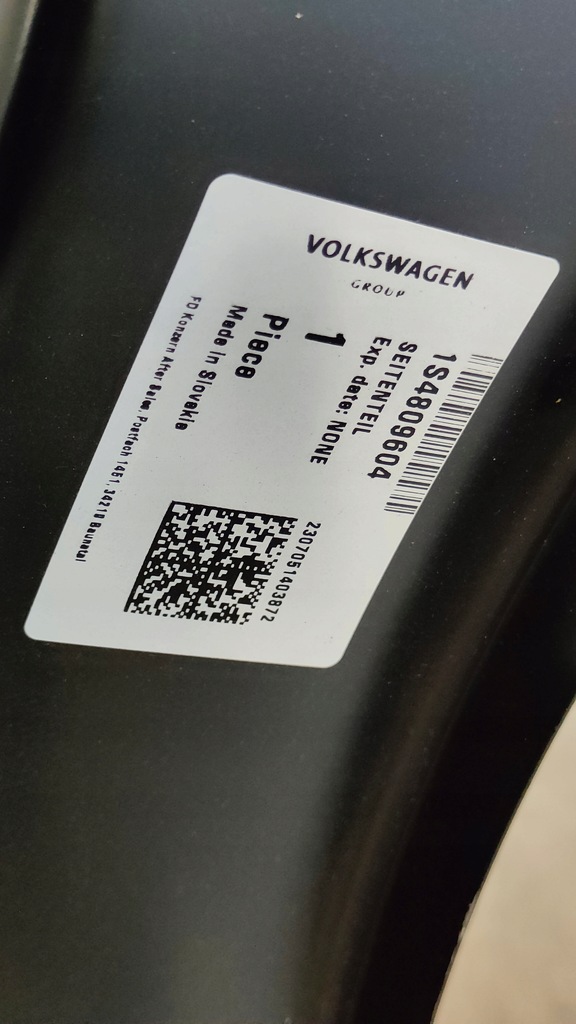 VOLKSWAGEN
GROUP
1S4809604
SEITENTEIL
Exp. date: NONE
1
Piece
Made in Slovakia
FD Konzern After Sales, Postfach 1451, 34210 Baunatal
2307051403872